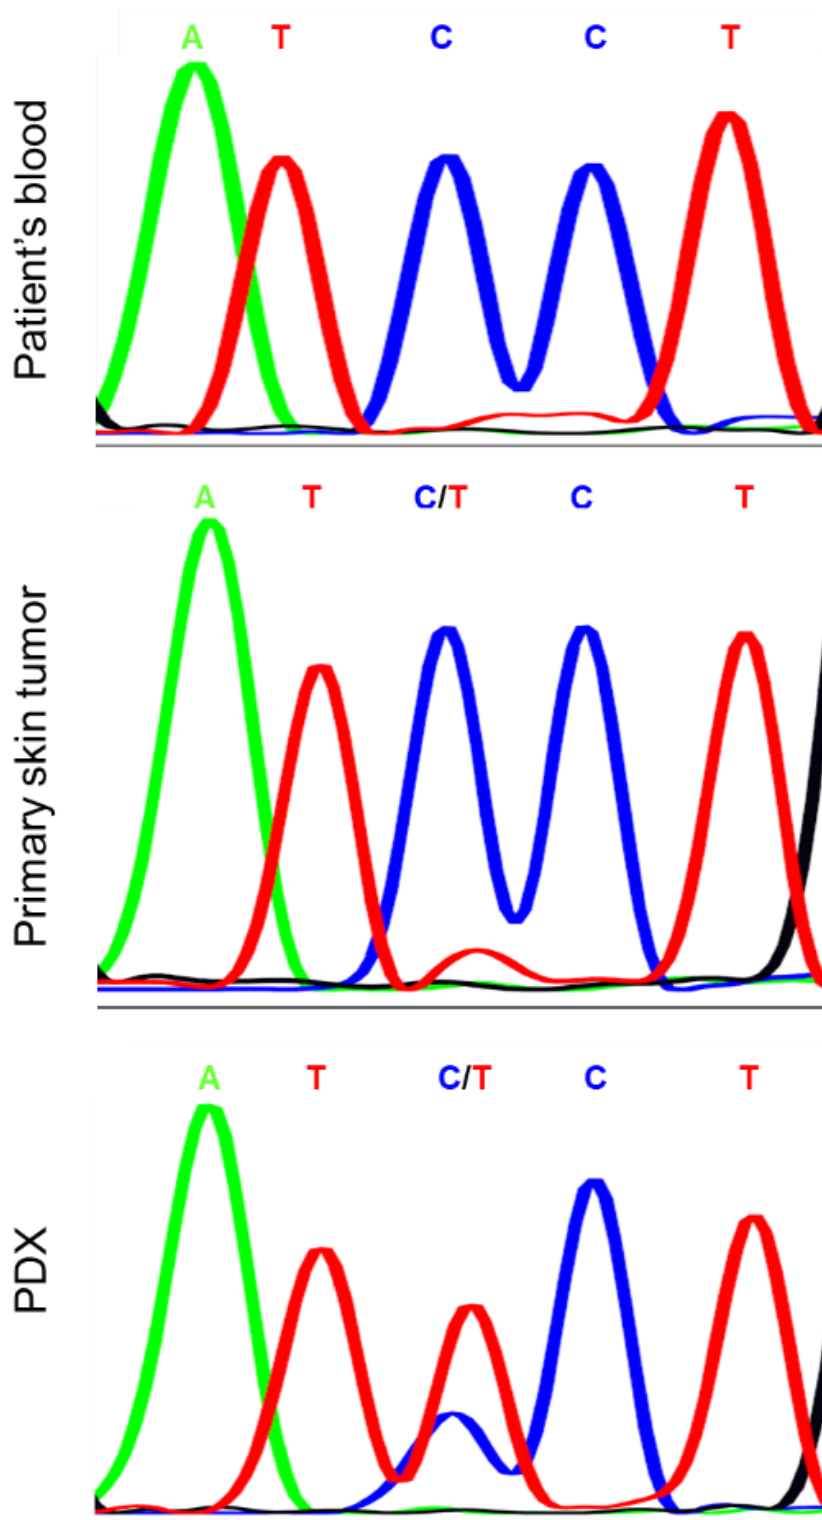 Patient's blood
A T C C T
Primary skin tumor
A T C/T C T
PDX
A T C/T C T